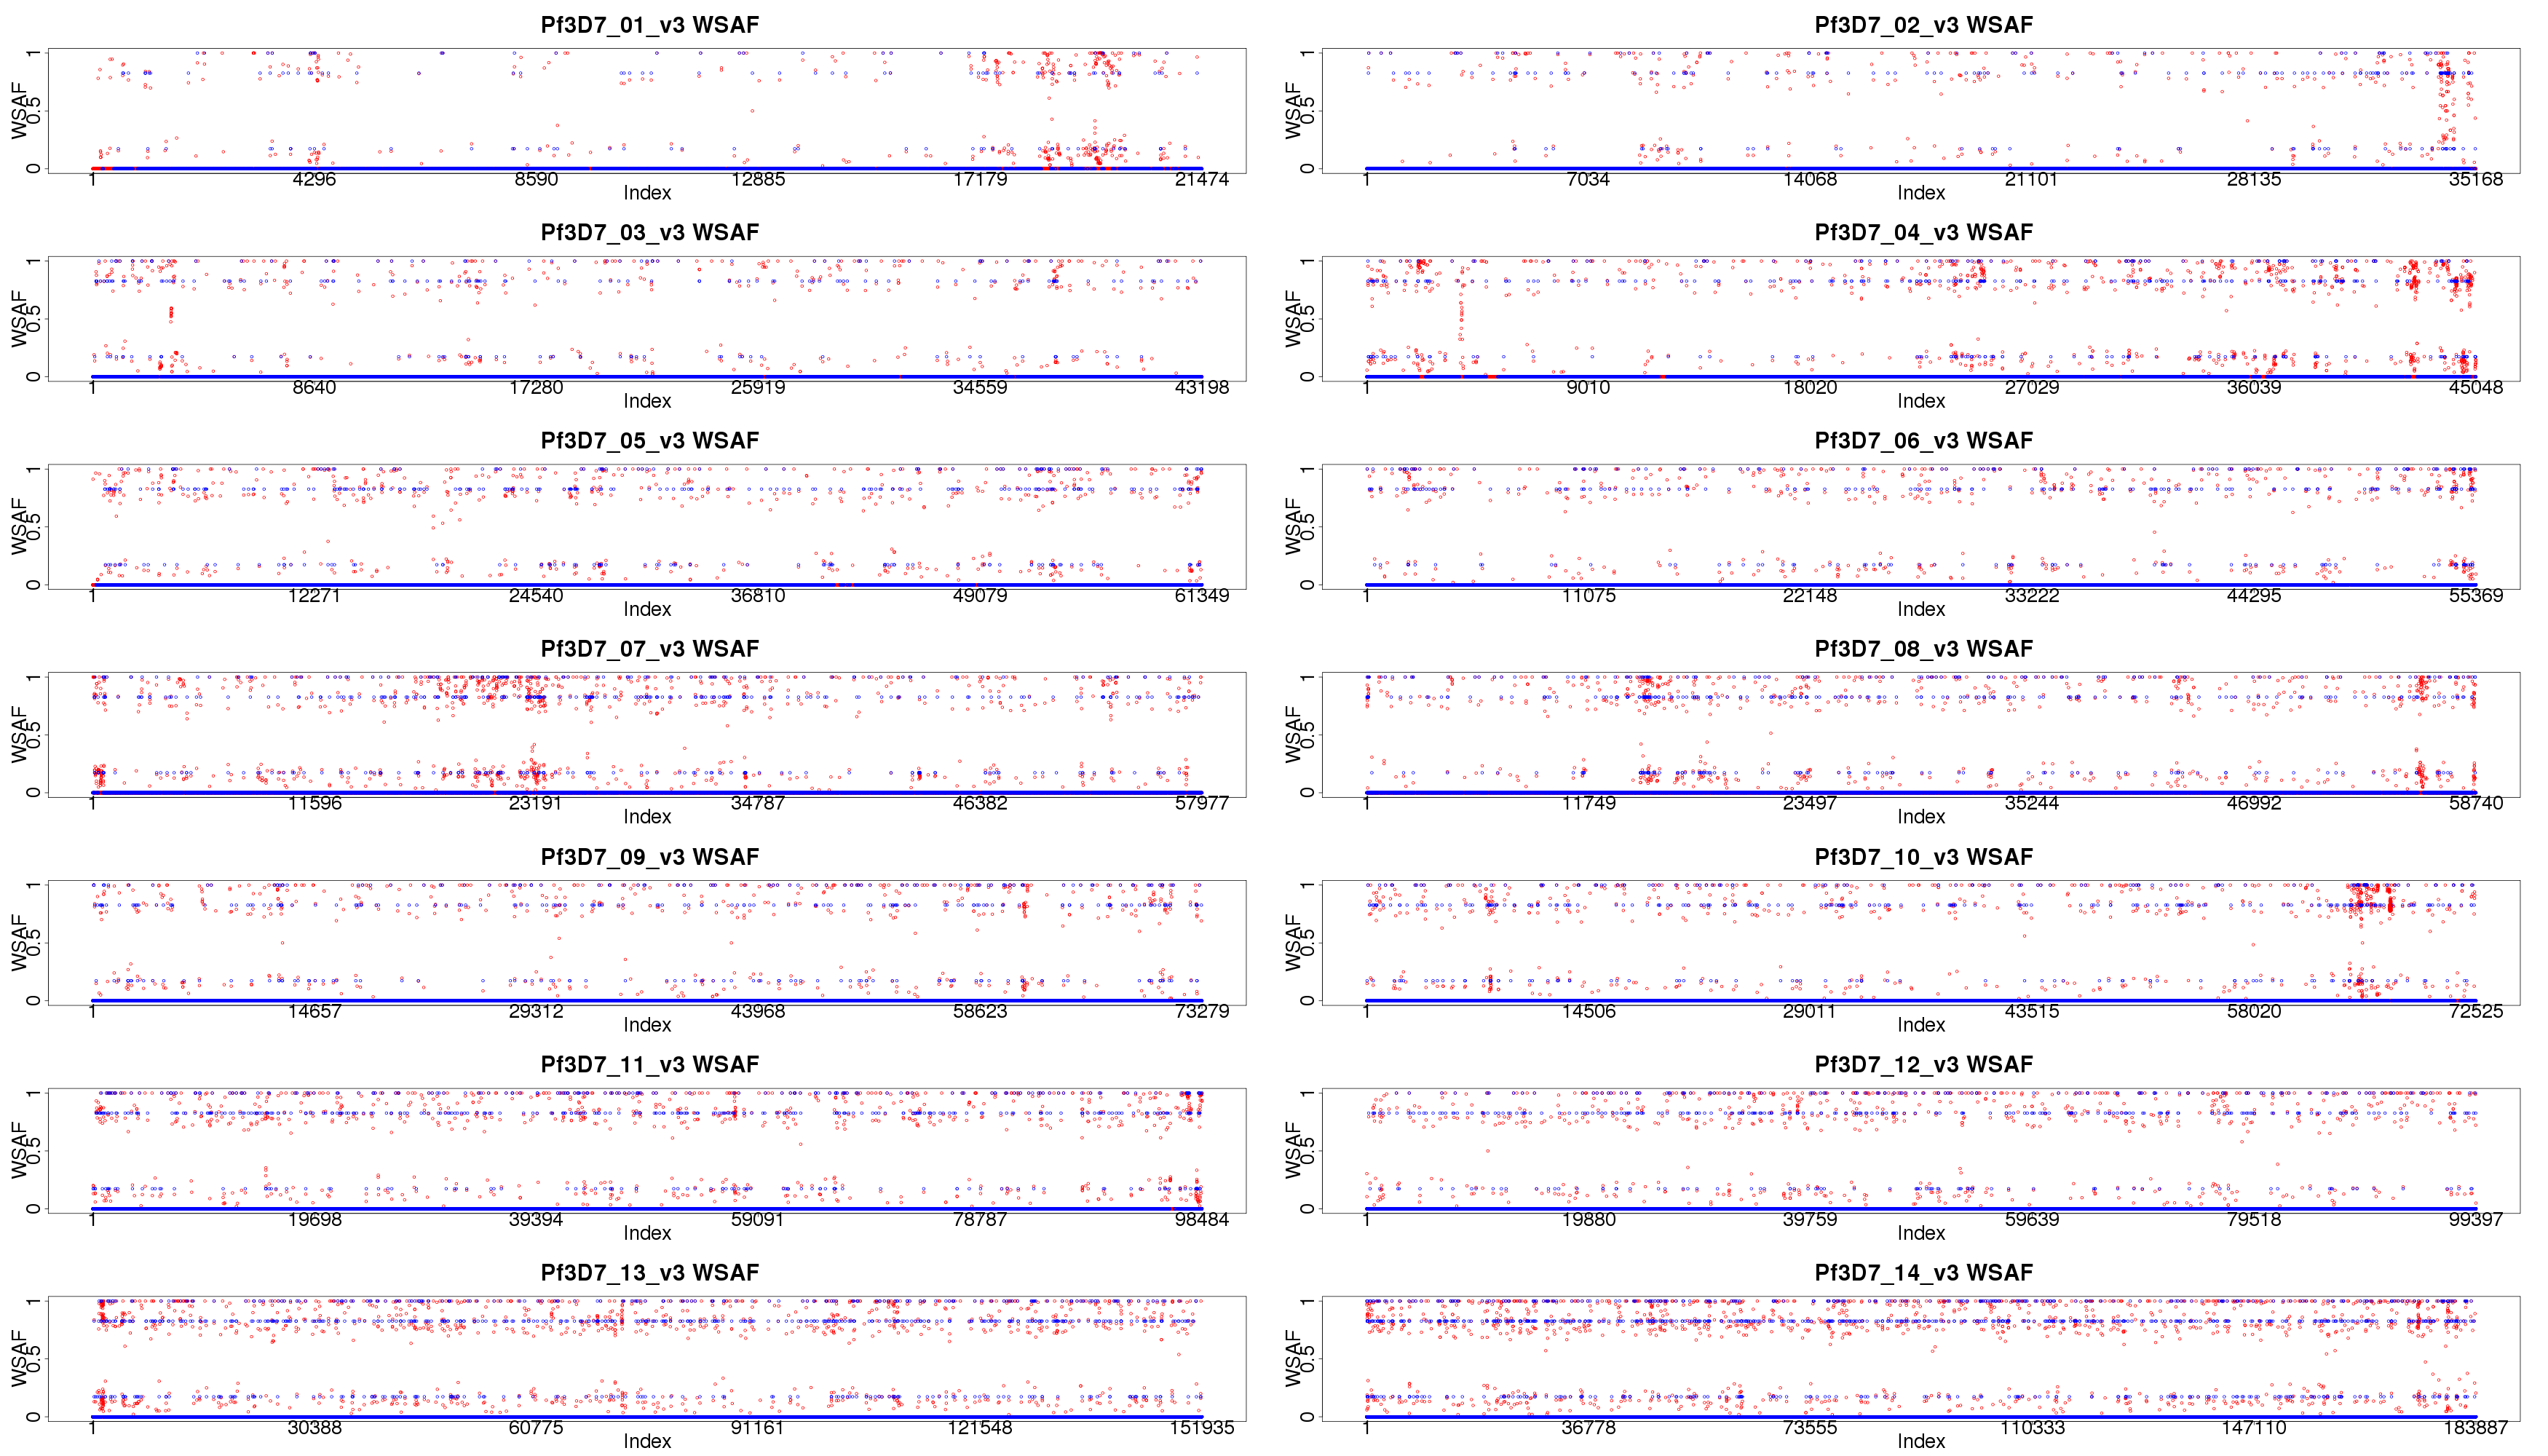 Pf3D7_01_v3 WSAF
WSAF
0 0.5 1
1 4296 8590 12885 17179 21474
Index
Pf3D7_02_v3 WSAF
WSAF
0 0.5 1
1 7034 14068 21101 28135 35168
Index
Pf3D7_03_v3 WSAF
WSAF
0 0.5 1
1 8640 17280 25919 34559 43198
Index
Pf3D7_04_v3 WSAF
WSAF
0 0.5 1
1 9010 18020 27029 36039 45048
Index
Pf3D7_05_v3 WSAF
WSAF
0 0.5 1
1 12271 24540 36810 49079 61349
Index
Pf3D7_06_v3 WSAF
WSAF
0 0.5 1
1 11075 22148 33222 44295 55369
Index
Pf3D7_07_v3 WSAF
WSAF
0 0.5 1
1 11596 23191 34787 46382 57977
Index
Pf3D7_08_v3 WSAF
WSAF
0 0.5 1
1 11749 23497 35244 46992 58740
Index
Pf3D7_09_v3 WSAF
WSAF
0 0.5 1
1 14657 29312 43968 58623 73279
Index
Pf3D7_10_v3 WSAF
WSAF
0 0.5 1
1 14506 29011 43515 58020 72525
Index
Pf3D7_11_v3 WSAF
WSAF
0 0.5 1
1 19698 39394 59091 78787 98484
Index
Pf3D7_12_v3 WSAF
WSAF
0 0.5 1
1 19880 39759 59639 79518 99397
Index
Pf3D7_13_v3 WSAF
WSAF
0 0.5 1
1 30388 60775 91161 121548 151935
Index
Pf3D7_14_v3 WSAF
WSAF
0 0.5 1
1 36778 73555 110333 147110 183887
Index